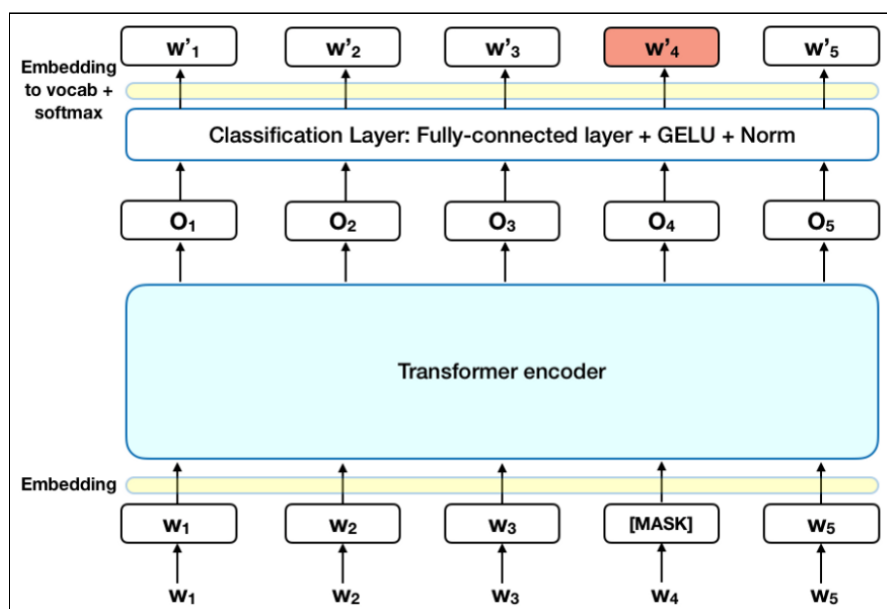 w'1 w'2 w'3 w'4 w'5
Embedding
to vocab +
softmax
Classification Layer: Fully-connected layer + GELU + Norm
O1 O2 O3 O4 O5
Transformer encoder
Embedding
W1 W2 W3 [MASK] W5
W1 W2 W3 W4 W5